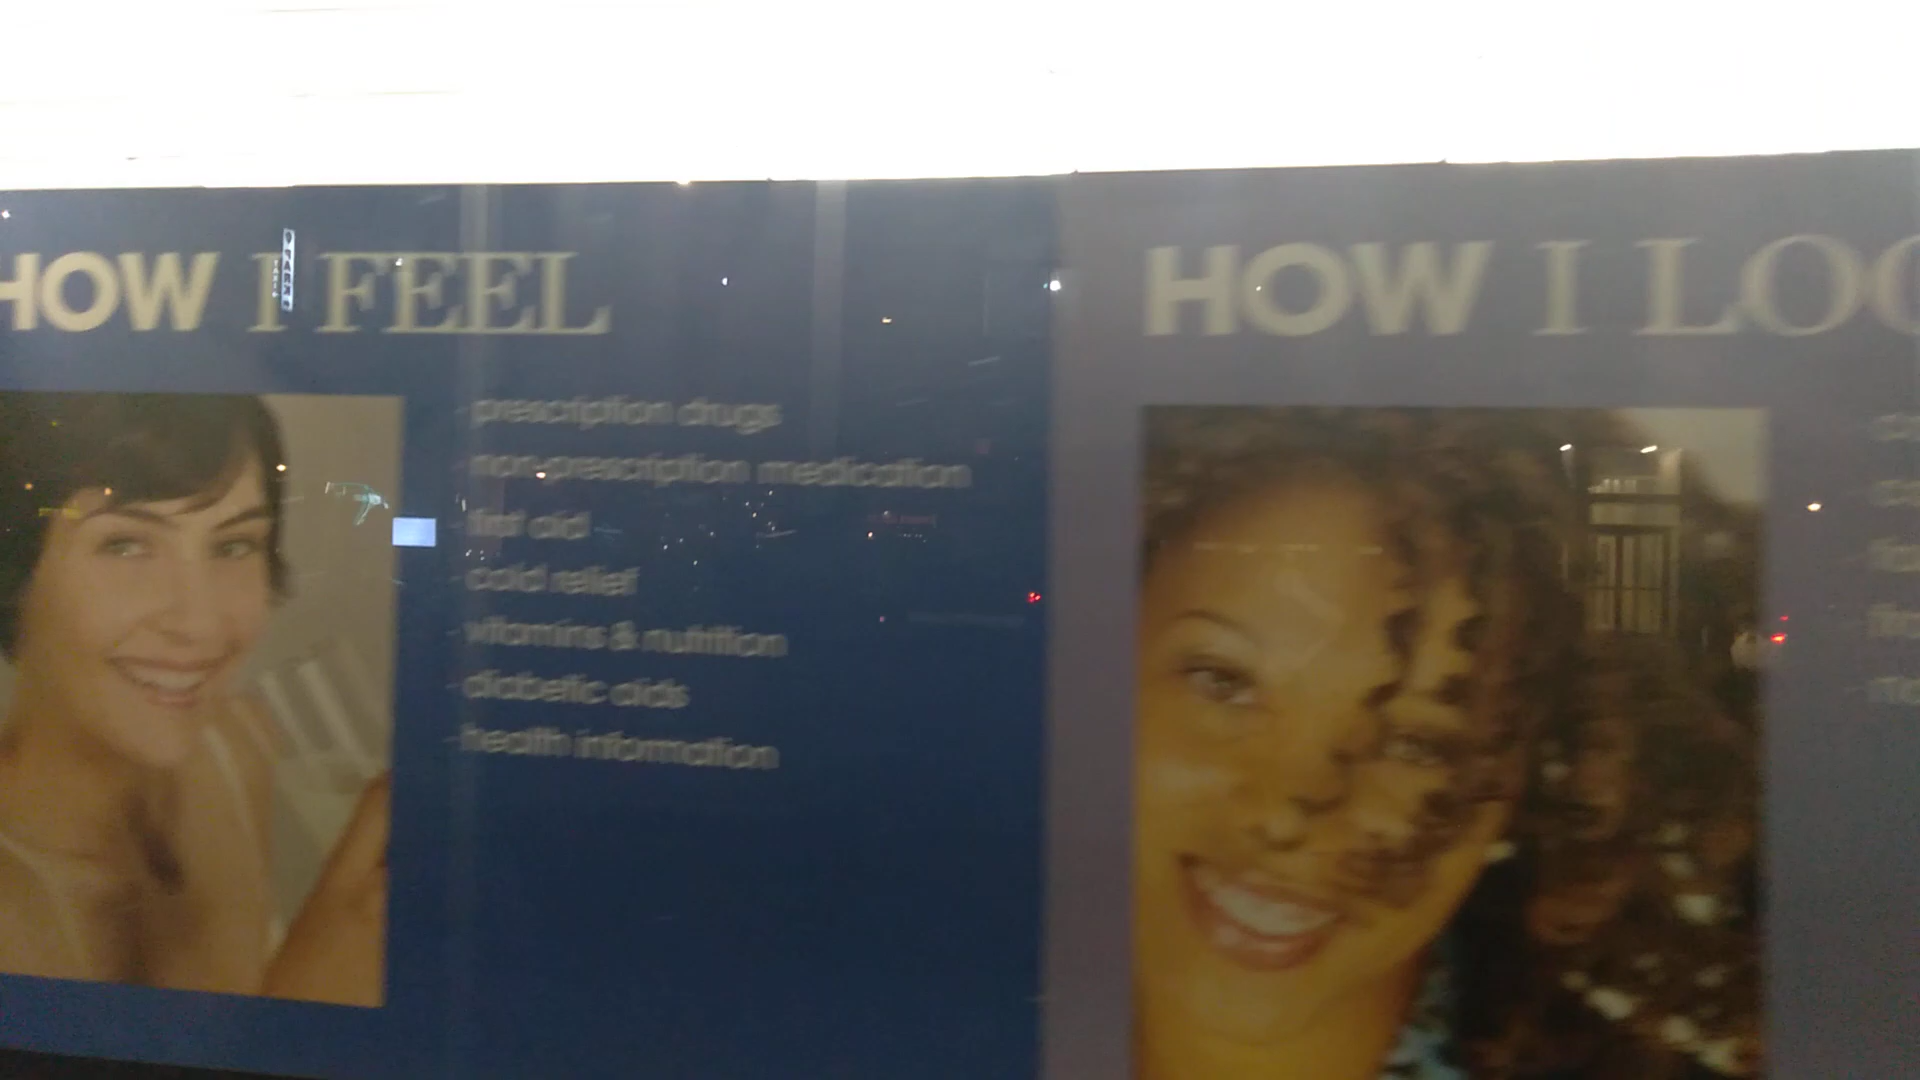 HOW I FEEL
prescription drugs
non-prescription medication
first aid
cold relief
vitamins & nutrition
diabetic aids
health information
HOW I LOO